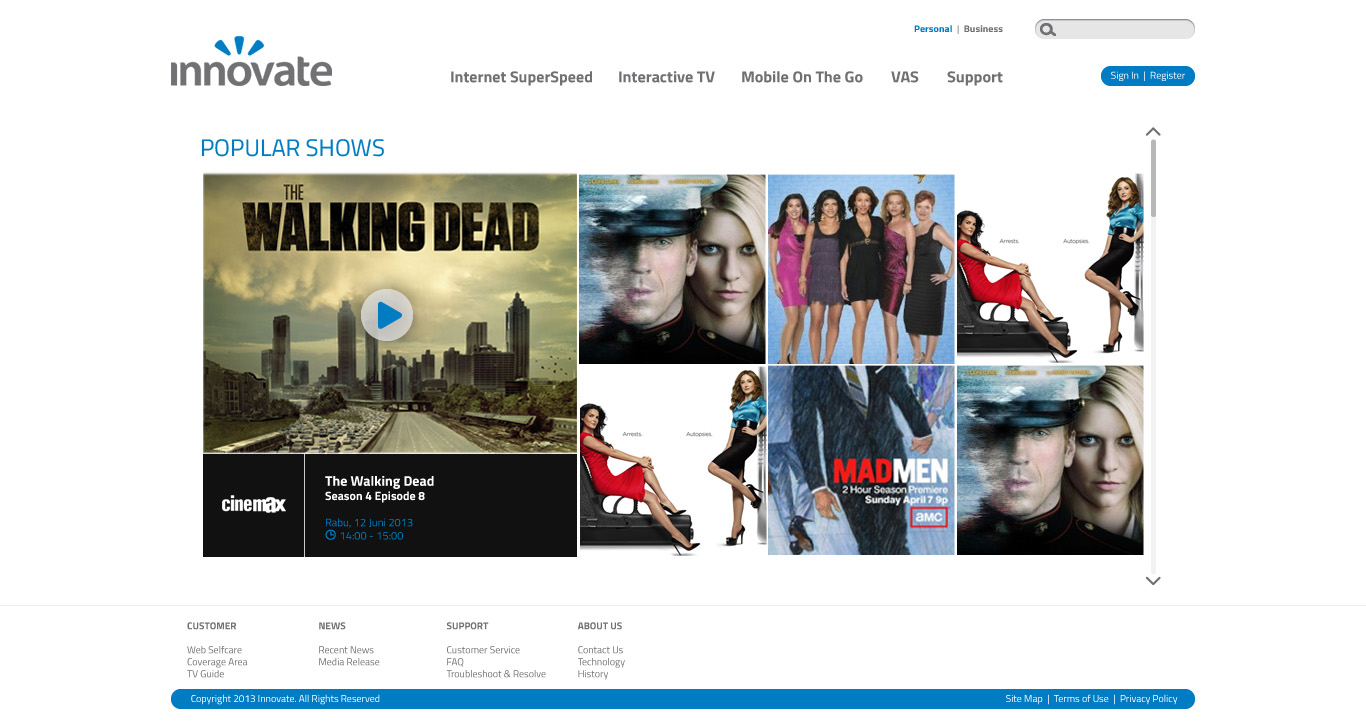 Personal | Business
innovate
Internet SuperSpeed Interactive TV Mobile On The Go VAS Support
Sign In | Register
POPULAR SHOWS
THE
WALKING DEAD
Arrests. Autopsies.
Arrests. Autopsies.
MADMEN
2 Hour Season Premiere
Sunday April 7 9p
amc
cinemax
The Walking Dead
Season 4 Episode 8
Rabu, 12 Juni 2013
14:00 - 15:00
CUSTOMER
Web Selfcare
Coverage Area
TV Guide
NEWS
Recent News
Media Release
SUPPORT
Customer Service
FAQ
Troubleshoot & Resolve
ABOUT US
Contact Us
Technology
History
Copyright 2013 Innovate. All Rights Reserved
Site Map | Terms of Use | Privacy Policy